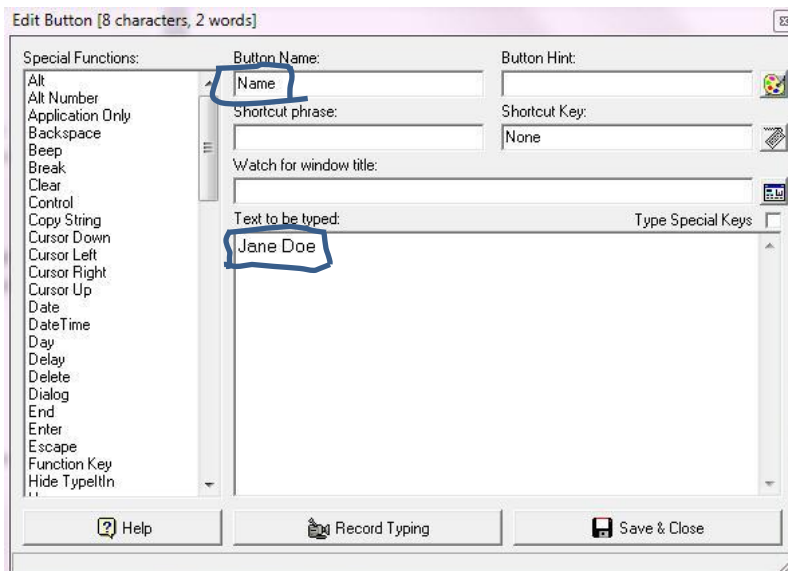 Edit Button [8 characters, 2 words]
Special Functions:
Alt
Alt Number
Application Only
Backspace
Beep
Break
Clear
Control
Copy String
Cursor Down
Cursor Left
Cursor Right
Cursor Up
Date
DateTime
Day
Delay
Delete
Dialog
End
Enter
Escape
Function Key
Hide TypeItIn
Button Name:
Name
Button Hint:
Shortcut phrase:
Shortcut Key:
None
Watch for window title:
Text to be typed:
Type Special Keys
Jane Doe
Help
Record Typing
Save & Close